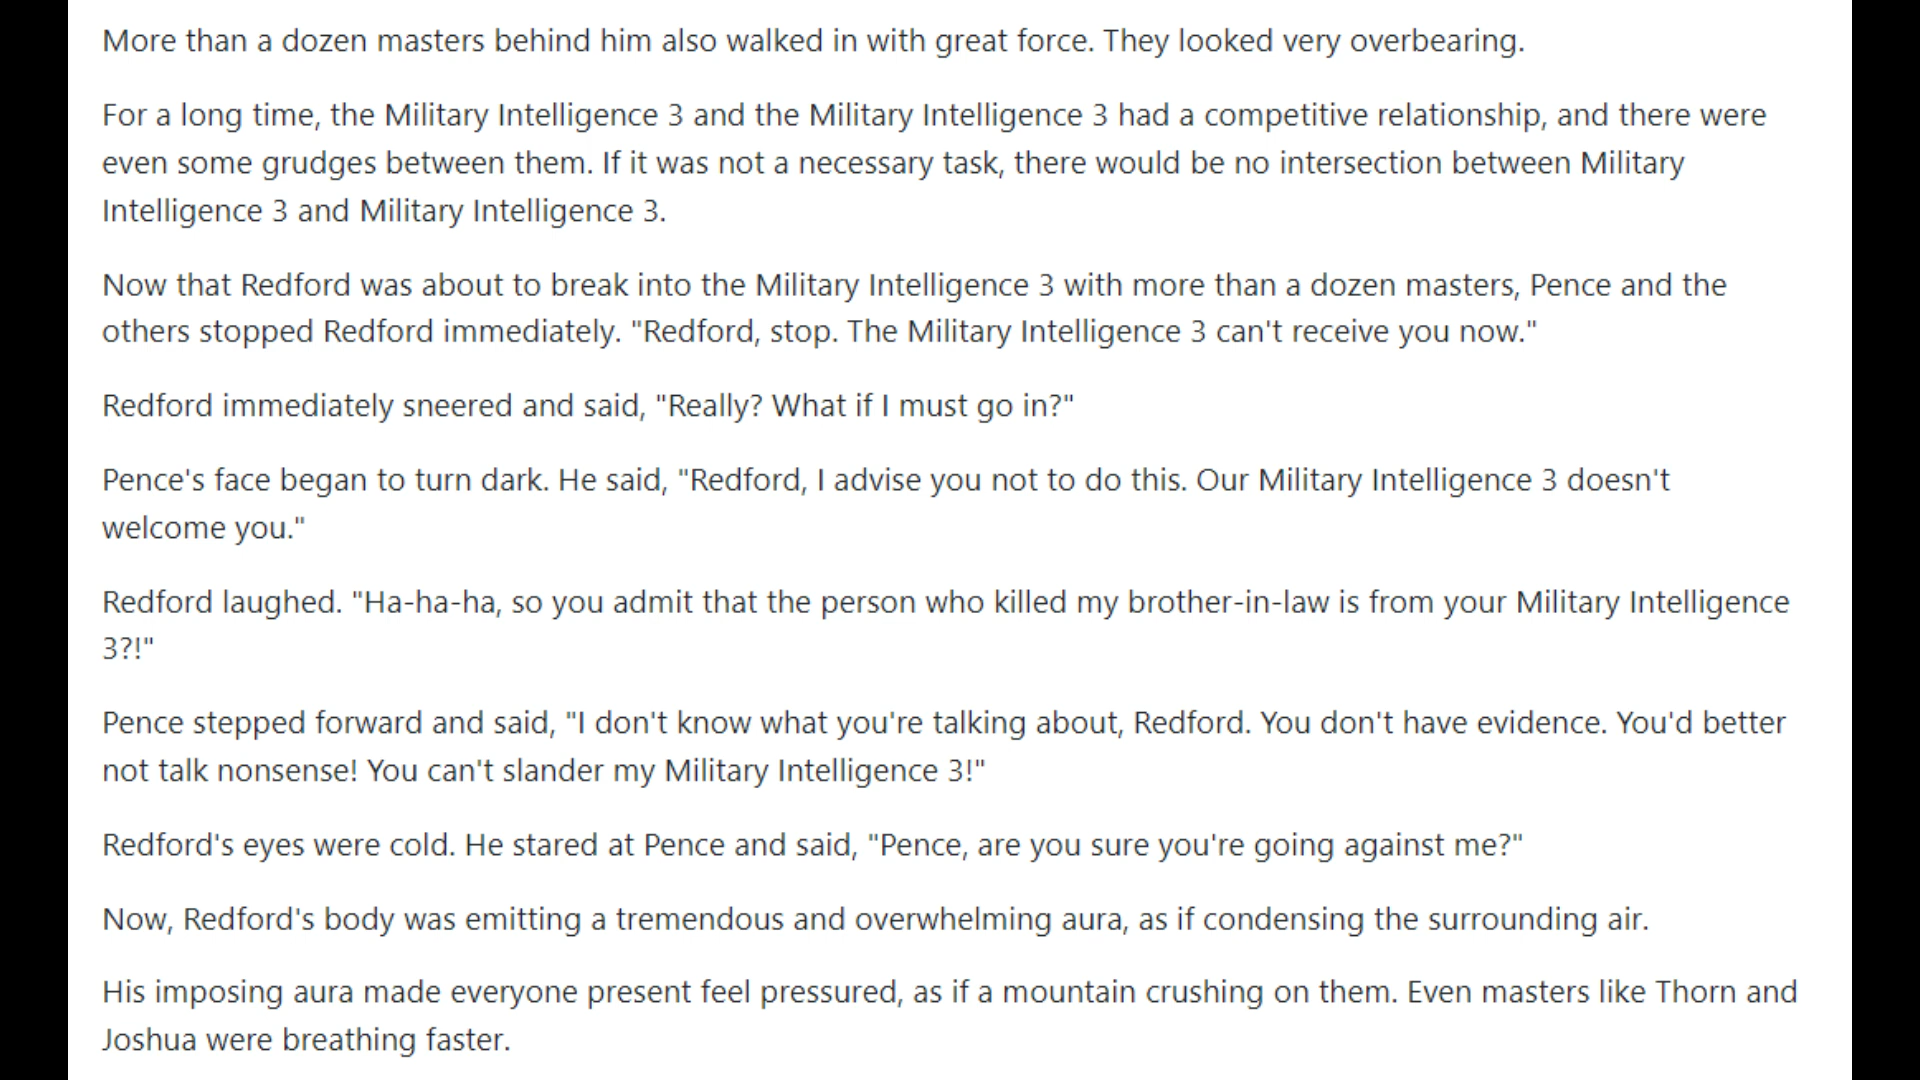 More than a dozen masters behind him also walked in with great force. They looked very overbearing.
For a long time, the Military Intelligence 3 and the Military Intelligence 3 had a competitive relationship, and there were
even some grudges between them. If it was not a necessary task, there would be no intersection between Military
Intelligence 3 and Military Intelligence 3.
Now that Redford was about to break into the Military Intelligence 3 with more than a dozen masters, Pence and the
others stopped Redford immediately. "Redford, stop. The Military Intelligence 3 can't receive you now."
Redford immediately sneered and said, "Really? What if I must go in?"
Pence's face began to turn dark. He said, "Redford, I advise you not to do this. Our Military Intelligence 3 doesn't
welcome you."
Redford laughed. "Ha-ha-ha, so you admit that the person who killed my brother-in-law is from your Military Intelligence
3?!"
Pence stepped forward and said, "I don't know what you're talking about, Redford. You don't have evidence. You'd better
not talk nonsense! You can't slander my Military Intelligence 3!"
Redford's eyes were cold. He stared at Pence and said, "Pence, are you sure you're going against me?"
Now, Redford's body was emitting a tremendous and overwhelming aura, as if condensing the surrounding air.
His imposing aura made everyone present feel pressured, as if a mountain crushing on them. Even masters like Thorn and
Joshua were breathing faster.